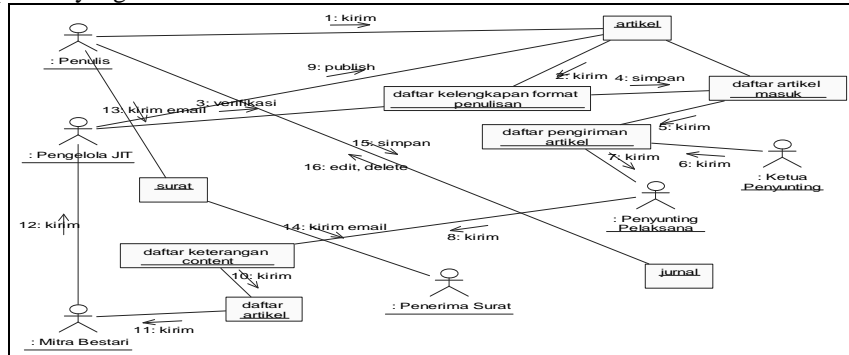 1: kirim
artikel
: Penulis
9: publish
2: kirim
4: simpan
daftar kelengkapan format
penulisan
daftar artikel
masuk
13: kirim email
3: verifikasi
5: kirim
daftar pengiriman
artikel
: Pengelola JIT
15: simpan
7: kirim
6: kirim
16: edit, delete
: Ketua
Penyunting
surat
12: kirim
14: kirim email
: Penyunting
Pelaksana
8: kirim
daftar keterangan
content
10: kirim
jurnal
daftar
artikel
: Penerima Surat
11: kirim
: Mitra Bestari